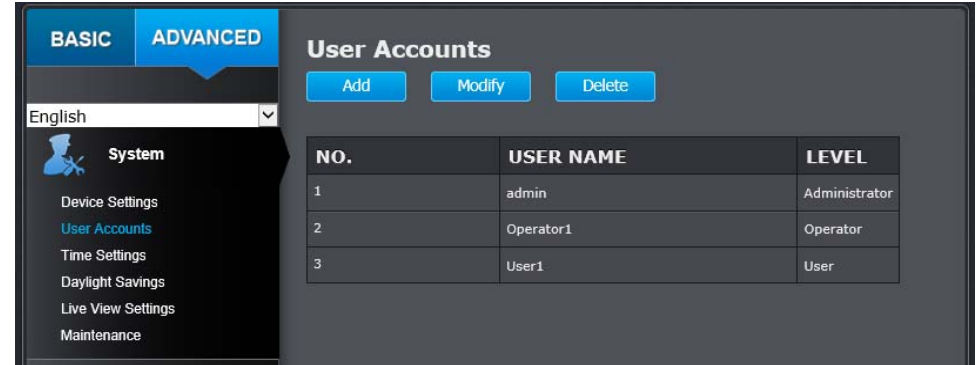 BASIC ADVANCED
English
System
Device Settings
User Accounts
Time Settings
Daylight Savings
Live View Settings
Maintenance
User Accounts
Add Modify Delete
NO. USER NAME LEVEL
1 admin Administrator
2 Operator1 Operator
3 User1 User